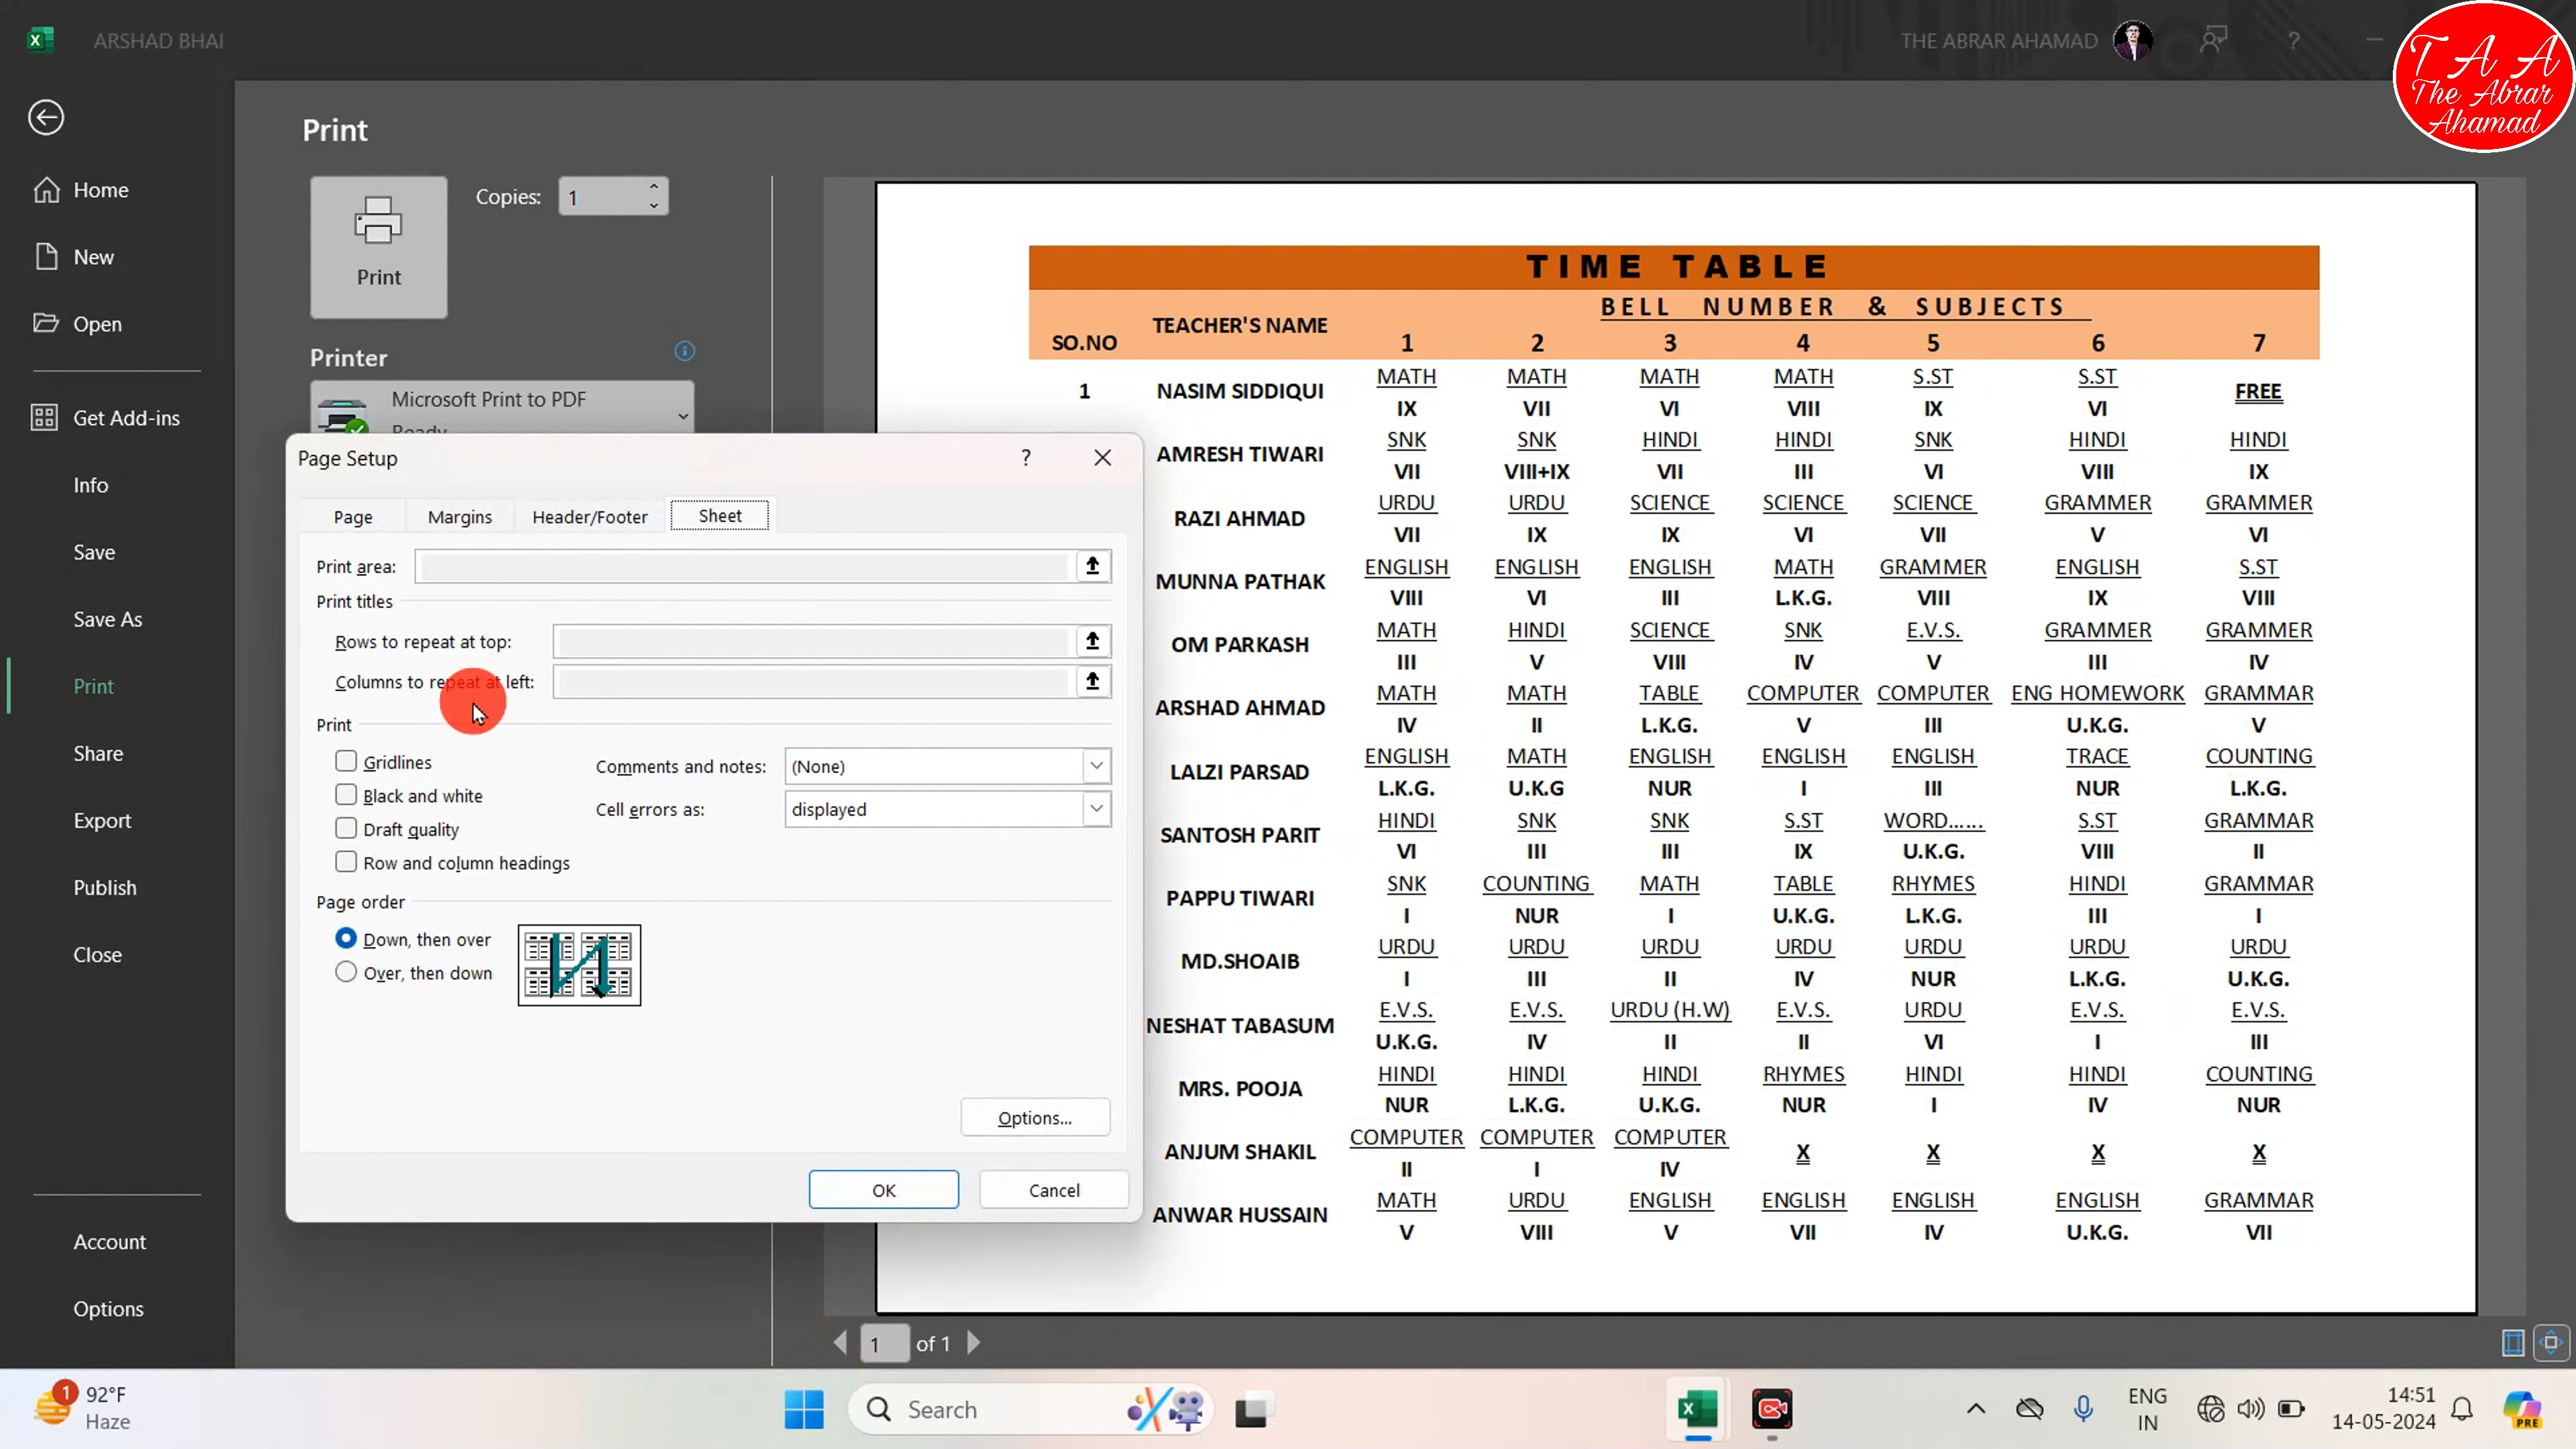 ARSHAD BHAI
THE ABRAR AHAMAD
?
T A A
The Abrar
Ahamad
Home
New
Open
Get Add-ins
Info
Save
Save As
Print
Share
Export
Publish
Close
Account
Options
Print
Print
Copies:
1
Printer
Microsoft Print to PDF
Ready
Page Setup
?
Page
Margins
Header/Footer
Sheet
Print area:
Print titles
Rows to repeat at top:
Columns to repeat at left:
Print
Gridlines
Black and white
Draft quality
Row and column headings
Comments and notes: (None)
Cell errors as: displayed
Page order
Down, then over
Over, then down
Options...
OK
Cancel
TIME TABLE
BELL NUMBER & SUBJECTS
TEACHER'S NAME
SO.NO 1 2 3 4 5 6 7
MATH MATH MATH MATH S.ST S.ST
1 NASIM SIDDIQUI FREE
IX VII VI VIII IX VI
SNK SNK HINDI HINDI SNK HINDI HINDI
AMRESH TIWARI
VII VIII+IX VII III VI VIII IX
URDU URDU SCIENCE SCIENCE SCIENCE GRAMMER GRAMMER
RAZI AHMAD
VII IX IX VI VII V VI
ENGLISH ENGLISH ENGLISH MATH GRAMMER ENGLISH S.ST
MUNNA PATHAK
VIII VI III L.K.G. VIII IX VIII
MATH HINDI SCIENCE SNK E.V.S. GRAMMER GRAMMER
OM PARKASH
III V VIII IV V III IV
MATH MATH TABLE COMPUTER COMPUTER ENG HOMEWORK GRAMMAR
ARSHAD AHMAD
IV II L.K.G. V III U.K.G. V
ENGLISH MATH ENGLISH ENGLISH ENGLISH TRACE COUNTING
LALZI PARSAD
L.K.G. U.K.G NUR I III NUR L.K.G.
HINDI SNK SNK S.ST WORD...... S.ST GRAMMAR
SANTOSH PARIT
VI III III IX U.K.G. VIII II
SNK COUNTING MATH TABLE RHYMES HINDI GRAMMAR
PAPPU TIWARI
I NUR I U.K.G. L.K.G. III I
URDU URDU URDU URDU URDU URDU URDU
MD.SHOAIB
I III II IV NUR L.K.G. U.K.G.
E.V.S. E.V.S. URDU (H.W) E.V.S. URDU E.V.S. E.V.S.
NESHAT TABASUM
U.K.G. IV II II VI I III
HINDI HINDI HINDI RHYMES HINDI HINDI COUNTING
MRS. POOJA
NUR L.K.G. U.K.G. NUR I IV NUR
COMPUTER COMPUTER COMPUTER
ANJUM SHAKIL X X X X
II I IV
MATH URDU ENGLISH ENGLISH ENGLISH ENGLISH GRAMMAR
ANWAR HUSSAIN
V VIII V VII IV U.K.G. VII
1 of 1
1
92°F
Haze
Search
ENG
IN
14:51
14-05-2024
PRE